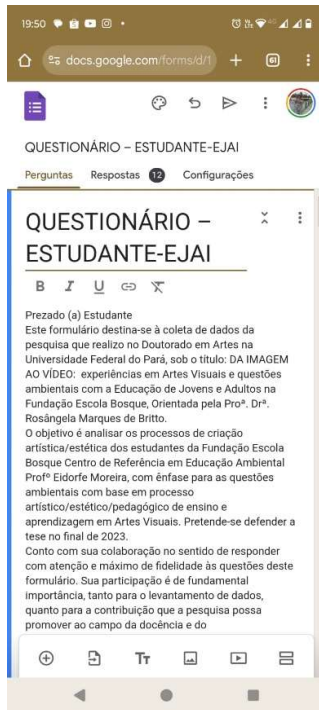 19:50
docs.google.com/forms/d/1
61
QUESTIONÁRIO – ESTUDANTE-EJAI
Perguntas Respostas 12 Configurações
QUESTIONÁRIO –
ESTUDANTE-EJAI
B I U
Prezado (a) Estudante
Este formulário destina-se à coleta de dados da
pesquisa que realizo no Doutorado em Artes na
Universidade Federal do Pará, sob o título: DA IMAGEM
AO VÍDEO: experiências em Artes Visuais e questões
ambientais com a Educação de Jovens e Adultos na
Fundação Escola Bosque, Orientada pela Proª. Drª.
Rosângela Marques de Britto.
O objetivo é analisar os processos de criação
artística/estética dos estudantes da Fundação Escola
Bosque Centro de Referência em Educação Ambiental
Profº Eidorfe Moreira, com ênfase para as questões
ambientais com base em processo
artístico/estético/pedagógico de ensino e
aprendizagem em Artes Visuais. Pretende-se defender a
tese no final de 2023.
Conto com sua colaboração no sentido de responder
com atenção e máximo de fidelidade às questões deste
formulário. Sua participação é de fundamental
importância, tanto para o levantamento de dados,
quanto para a contribuição que a pesquisa possa
promover ao campo da docência e do
Tт